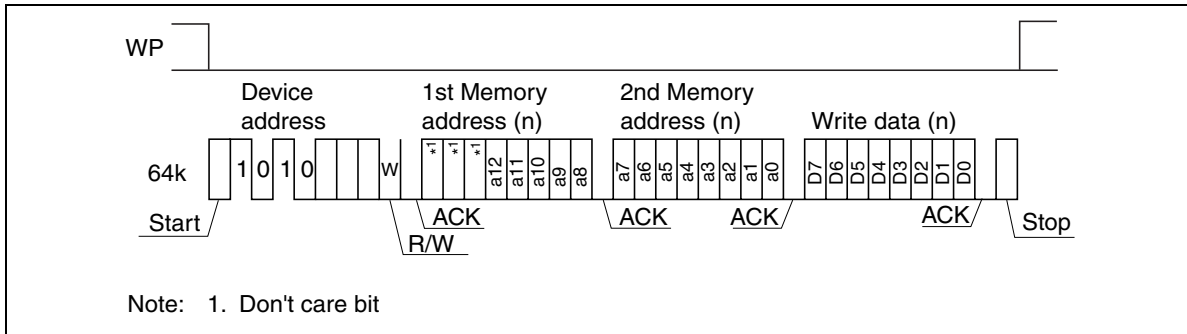 WP
Device address
1st Memory address (n)
2nd Memory address (n)
Write data (n)
64k
1 0 1 0 W *1 *1 *1 a12 a11 a10 a9 a8 a7 a6 a5 a4 a3 a2 a1 a0 D7 D6 D5 D4 D3 D2 D1 D0
Start
R/W
ACK
ACK
ACK
ACK
Stop
Note: 1. Don't care bit